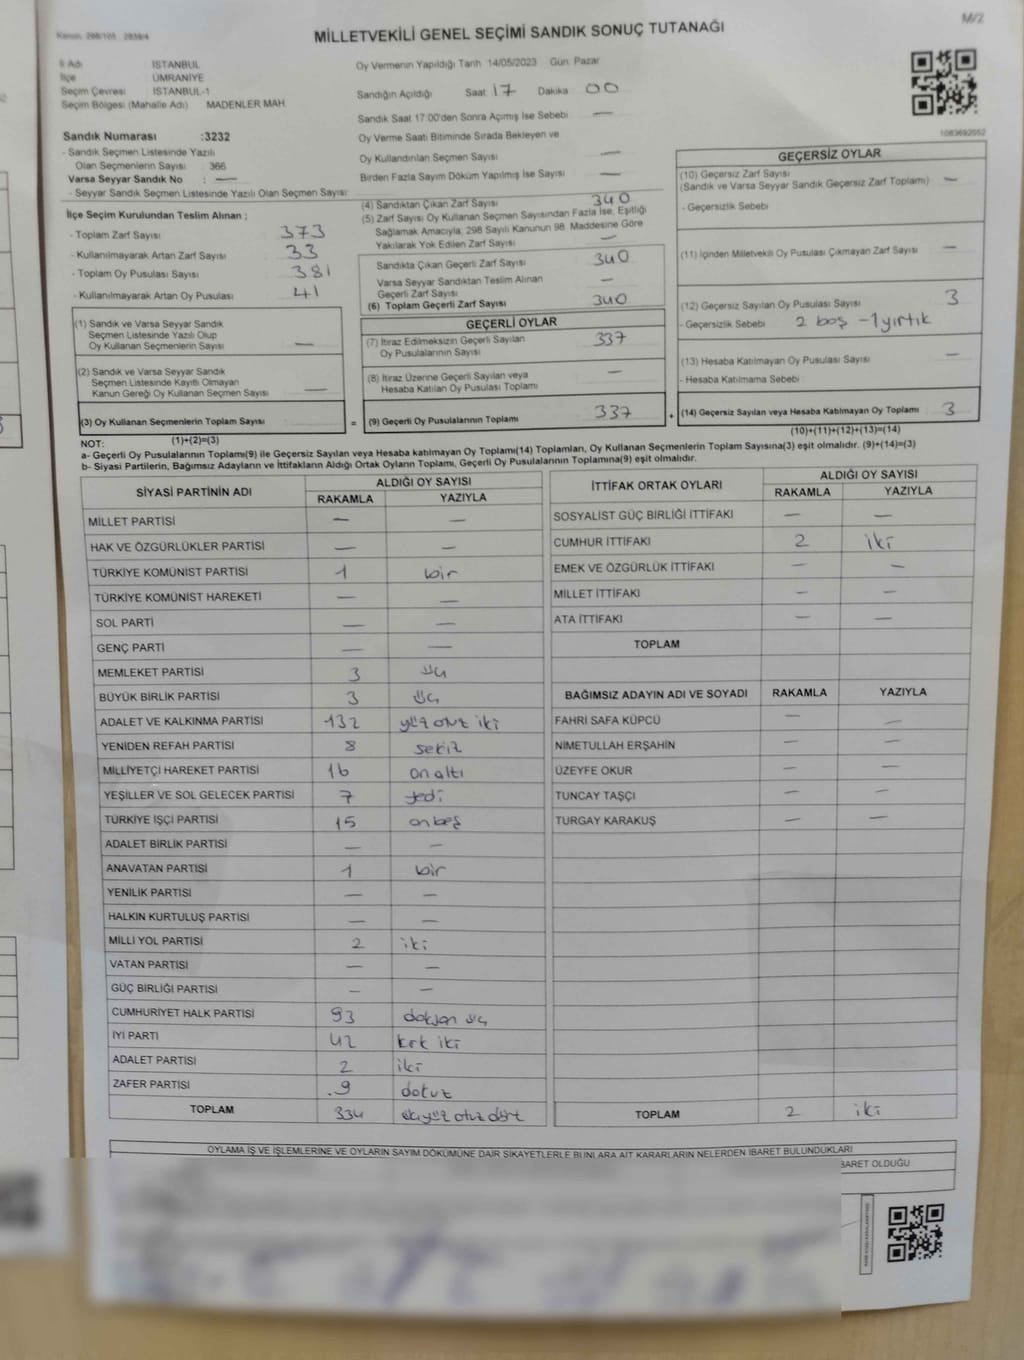 Kanun: 298/105 . 2839/4
MİLLETVEKİLİ GENEL SEÇİMİ SANDIK SONUÇ TUTANAĞI
M/2
İl Adı İSTANBUL
İlçe ÜMRANİYE
Seçim Çevresi : İSTANBUL-1
Seçim Bölgesi (Mahalle Adı) MADENLER MAH.
Sandık Numarası :3232
- Sandık Seçmen Listesinde Yazılı
Olan Seçmenlerin Sayısı : 366
Varsa Seyyar Sandık No : —
- Seyyar Sandık Seçmen Listesinde Yazılı Olan Seçmen Sayısı:
Oy Vermenin Yapıldığı Tarih 14/05/2023 Gün: Pazar
Sandığın Açıldığı Saat 17 Dakika 00
Sandık Saat 17:00'den Sonra Açılmış İse Sebebi —
Oy Verme Saati Bitiminde Sırada Bekleyen ve
Oy Kullandırılan Seçmen Sayısı —
Birden Fazla Sayım Döküm Yapılmış İse Sayısı —
1083692052
İlçe Seçim Kurulundan Teslim Alınan ;
- Toplam Zarf Sayısı 373
- Kullanılmayarak Artan Zarf Sayısı 33
- Toplam Oy Pusulası Sayısı 381
- Kullanılmayarak Artan Oy Pusulası 41
(4) Sandıktan Çıkan Zarf Sayısı 340
(5) Zarf Sayısı Oy Kullanan Seçmen Sayısından Fazla İse, Eşitliği
Sağlamak Amacıyla; 298 Sayılı Kanunun 98. Maddesine Göre
Yakılarak Yok Edilen Zarf Sayısı —
Sandıkta Çıkan Geçerli Zarf Sayısı 340
Varsa Seyyar Sandıktan Teslim Alınan
Geçerli Zarf Sayısı —
(6) Toplam Geçerli Zarf Sayısı 340
GEÇERSİZ OYLAR
(10) Geçersiz Zarf Sayısı
(Sandık ve Varsa Seyyar Sandık Geçersiz Zarf Toplamı) —
- Geçersizlik Sebebi
(11) İçinden Milletvekili Oy Pusulası Çıkmayan Zarf Sayısı —
(12) Geçersiz Sayılan Oy Pusulası Sayısı 3
- Geçersizlik Sebebi 2 boş - 1 yırtık
(13) Hesaba Katılmayan Oy Pusulası Sayısı —
- Hesaba Katılmama Sebebi
(1) Sandık ve Varsa Seyyar Sandık
Seçmen Listesinde Yazılı Olup
Oy Kullanan Seçmenlerin Sayısı —
(2) Sandık ve Varsa Seyyar Sandık
Seçmen Listesinde Kayıtlı Olmayan
Kanun Gereği Oy Kullanan Seçmen Sayısı —
GEÇERLİ OYLAR
(7) İtiraz Edilmeksizin Geçerli Sayılan
Oy Pusulalarının Sayısı 337
(8) İtiraz Üzerine Geçerli Sayılan veya
Hesaba Katılan Oy Pusulası Toplamı —
(3) Oy Kullanan Seçmenlerin Toplam Sayısı = (9) Geçerli Oy Pusulalarının Toplamı 337 + (14) Geçersiz Sayılan veya Hesaba Katılmayan Oy Toplamı 3
(1)+(2)=(3)
(10)+(11)+(12)+(13)=(14)
NOT:
a- Geçerli Oy Pusulalarının Toplamı(9) ile Geçersiz Sayılan veya Hesaba katılmayan Oy Toplamı(14) Toplamları, Oy Kullanan Seçmenlerin Toplam Sayısına(3) eşit olmalıdır. (9)+(14)=(3)
b- Siyasi Partilerin, Bağımsız Adayların ve İttifakların Aldığı Ortak Oyların Toplamı, Geçerli Oy Pusulalarının Toplamına(9) eşit olmalıdır.
SİYASİ PARTİNİN ADI ALDIĞI OY SAYISI
RAKAMLA YAZIYLA
MİLLET PARTİSİ — —
HAK VE ÖZGÜRLÜKLER PARTİSİ — —
TÜRKİYE KOMÜNİST PARTİSİ 1 bir
TÜRKİYE KOMÜNİST HAREKETİ — —
SOL PARTİ — —
GENÇ PARTİ — —
MEMLEKET PARTİSİ 3 üç
BÜYÜK BİRLİK PARTİSİ 3 üç
ADALET VE KALKINMA PARTİSİ 132 yüz otuz iki
YENİDEN REFAH PARTİSİ 8 sekiz
MİLLİYETÇİ HAREKET PARTİSİ 16 on altı
YEŞİLLER VE SOL GELECEK PARTİSİ 7 yedi
TÜRKİYE İŞÇİ PARTİSİ 15 onbeş
ADALET BİRLİK PARTİSİ — —
ANAVATAN PARTİSİ 1 bir
YENİLİK PARTİSİ — —
HALKIN KURTULUŞ PARTİSİ — —
MİLLİ YOL PARTİSİ 2 iki
VATAN PARTİSİ — —
GÜÇ BİRLİĞİ PARTİSİ — —
CUMHURİYET HALK PARTİSİ 93 doksan üç
İYİ PARTİ 42 kırk iki
ADALET PARTİSİ 2 iki
ZAFER PARTİSİ 9 dokuz
TOPLAM 334
İTTİFAK ORTAK OYLARI ALDIĞI OY SAYISI
RAKAMLA YAZIYLA
SOSYALİST GÜÇ BİRLİĞİ İTTİFAKI — —
CUMHUR İTTİFAKI 2 iki
EMEK VE ÖZGÜRLÜK İTTİFAKI — —
MİLLET İTTİFAKI — —
ATA İTTİFAKI — —
TOPLAM
BAĞIMSIZ ADAYIN ADI VE SOYADI RAKAMLA YAZIYLA
FAHRİ SAFA KÜPCÜ — —
NİMETULLAH ERŞAHİN — —
ÜZEYFE OKUR — —
TUNCAY TAŞÇI — —
TURGAY KARAKUŞ — —
TOPLAM 2 iki
OYLAMA İŞ VE İŞLEMLERİNE VE OYLARIN SAYIM DÖKÜMÜNE DAİR ŞİKAYETLERLE BUNLARA AİT KARARLARIN NELERDEN İBARET BULUNDUKLARI
BARET OLDUĞU